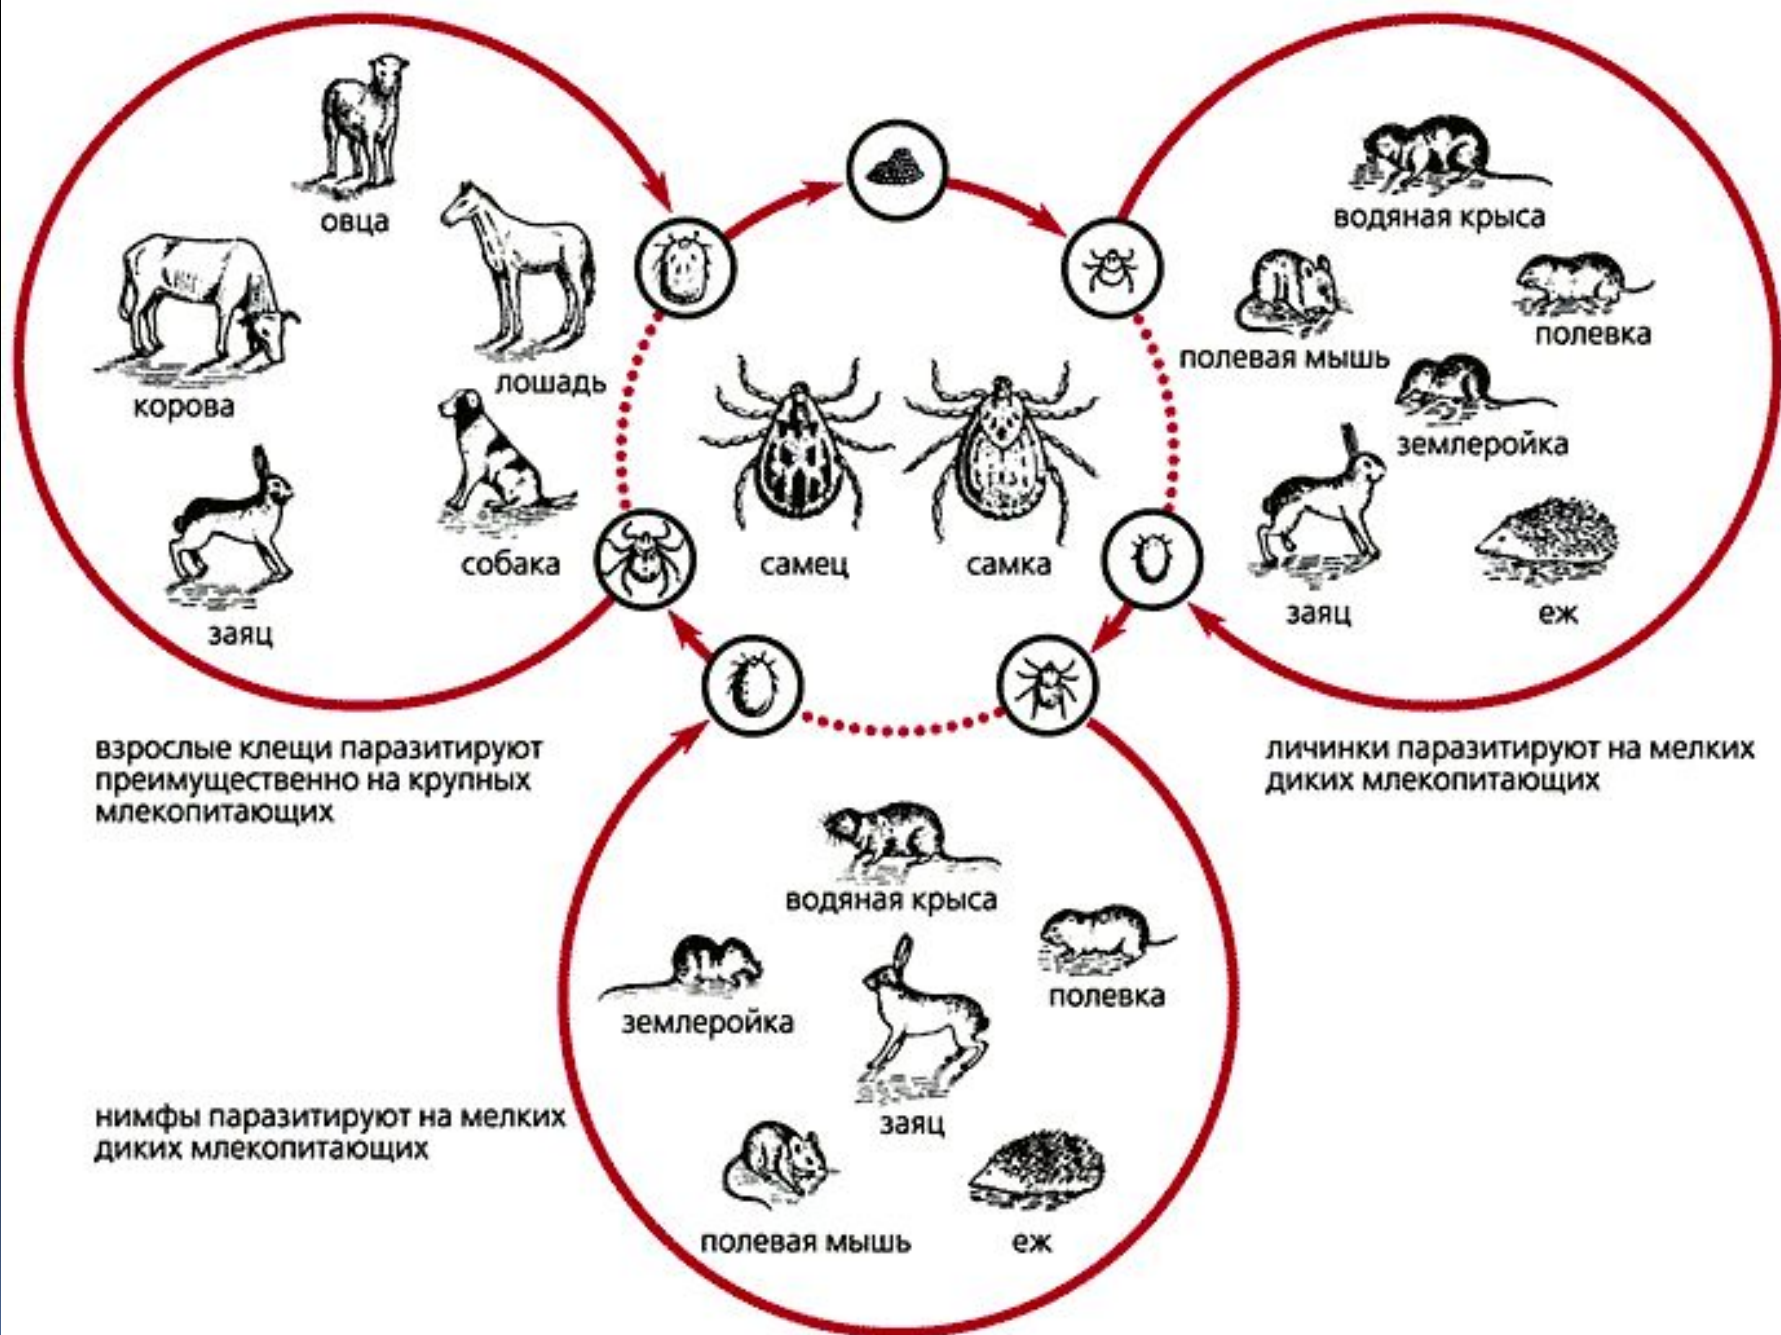 овца
корова
лошадь
собака
заяц
самец
самка
водяная крыса
полевая мышь
полевка
землеройка
заяц
еж
взрослые клещи паразитируют
преимущественно на крупных
млекопитающих
личинки паразитируют на мелких
диких млекопитающих
водяная крыса
полевка
землеройка
заяц
нимфы паразитируют на мелких
диких млекопитающих
полевая мышь
еж